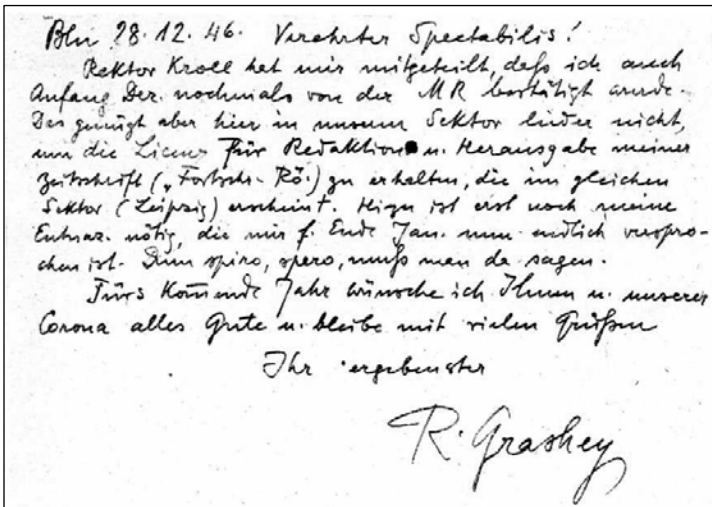 Bln 28.12.46. Verehrter Spectabilis!
Rektor Kroll hat mir mitgeteilt, daß ich auch
Anfang Dez. nochmals von der MR bestätigt wurde.
Das genügt aber hier in unserm Sektor leider nicht,
um die Licenz für Redaktion u. Herausgabe meiner
Zeitschrift („Fortschr. Rö.) zu erhalten, die im gleichen
Sektor (Leipzig) erscheint. Hiezu ist erst noch meine
Entnaz. nötig, die mir f. Ende Jan. nun endlich verspro-
chen ist. Dum spiro, spero, muß man da sagen.
Fürs kommende Jahr wünsche ich Ihnen u. unserer
Corona alles Gute u. bleibe mit vielen Grüßen
Ihr ergebenster
R. Grashey